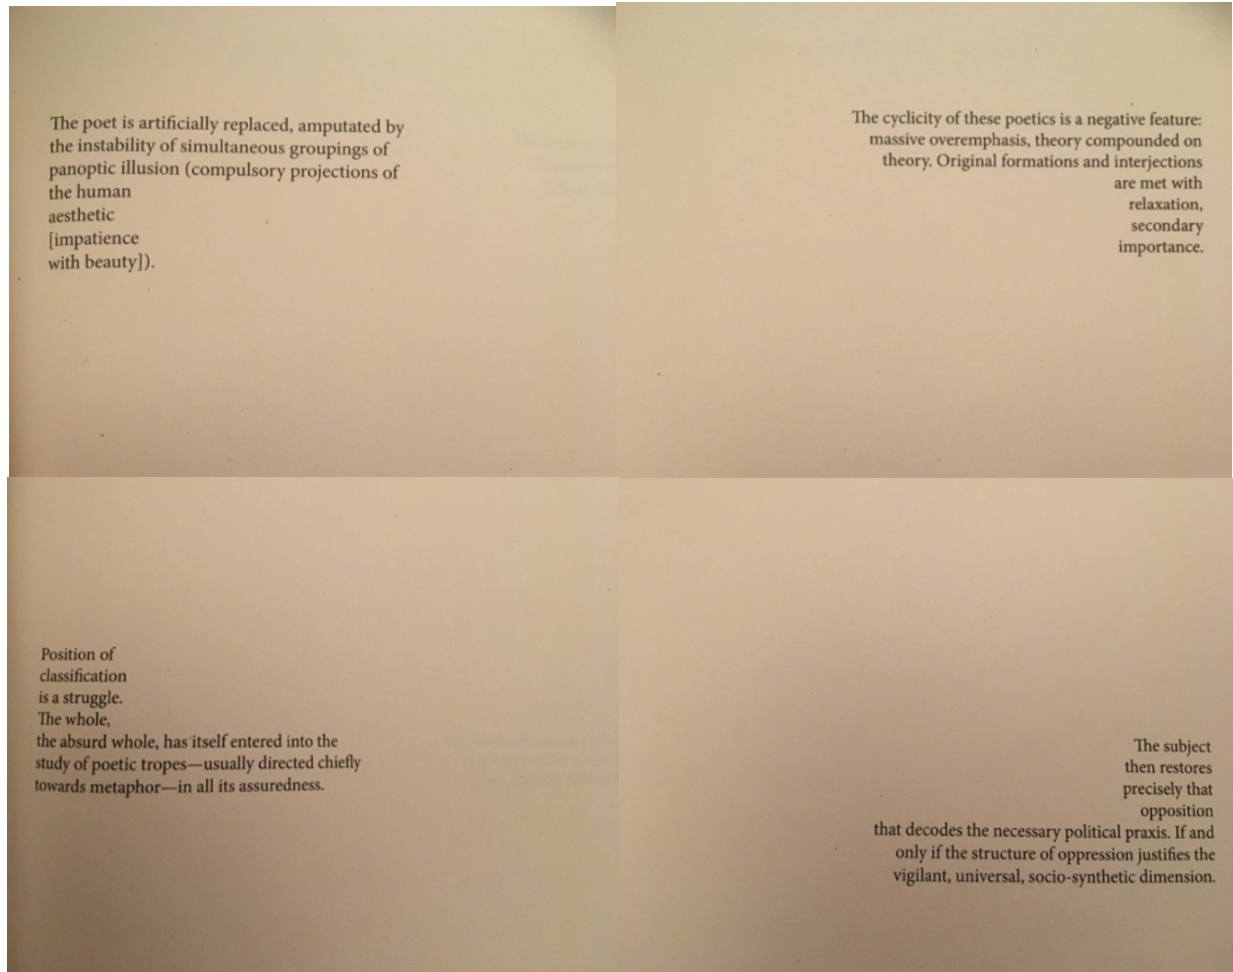 The poet is artificially replaced, amputated by
the instability of simultaneous groupings of
panoptic illusion (compulsory projections of
the human
aesthetic
[impatience
with beauty]).
The cyclicity of these poetics is a negative feature:
massive overemphasis, theory compounded on
theory. Original formations and interjections
are met with
relaxation,
secondary
importance.
Position of
classification
is a struggle.
The whole,
the absurd whole, has itself entered into the
study of poetic tropes—usually directed chiefly
towards metaphor—in all its assuredness.
The subject
then restores
precisely that
opposition
that decodes the necessary political praxis. If and
only if the structure of oppression justifies the
vigilant, universal, socio-synthetic dimension.